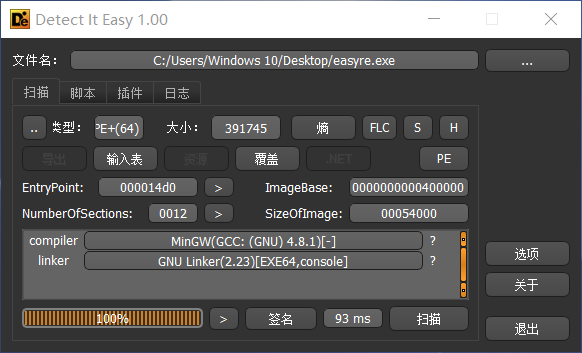 Detect It Easy 1.00
文件名: C:/Users/Windows 10/Desktop/easyre.exe ...
扫描 脚本 插件 日志
.. 类型: PE+(64) 大小: 391745 熵 FLC S H
导出 输入表 资源 覆盖 .NET PE
EntryPoint: 000014d0 > ImageBase: 0000000000400000
NumberOfSections: 0012 > SizeOfImage: 00054000
compiler MinGW(GCC: (GNU) 4.8.1)[-] ?
linker GNU Linker(2.23)[EXE64,console] ?
选项
关于
100% > 签名 93 ms 扫描
退出